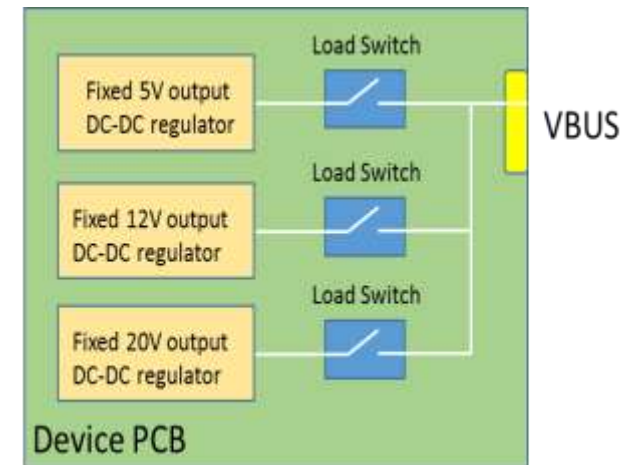 Load Switch
Fixed 5V output
DC-DC regulator
VBUS
Load Switch
Fixed 12V output
DC-DC regulator
Load Switch
Fixed 20V output
DC-DC regulator
Device PCB